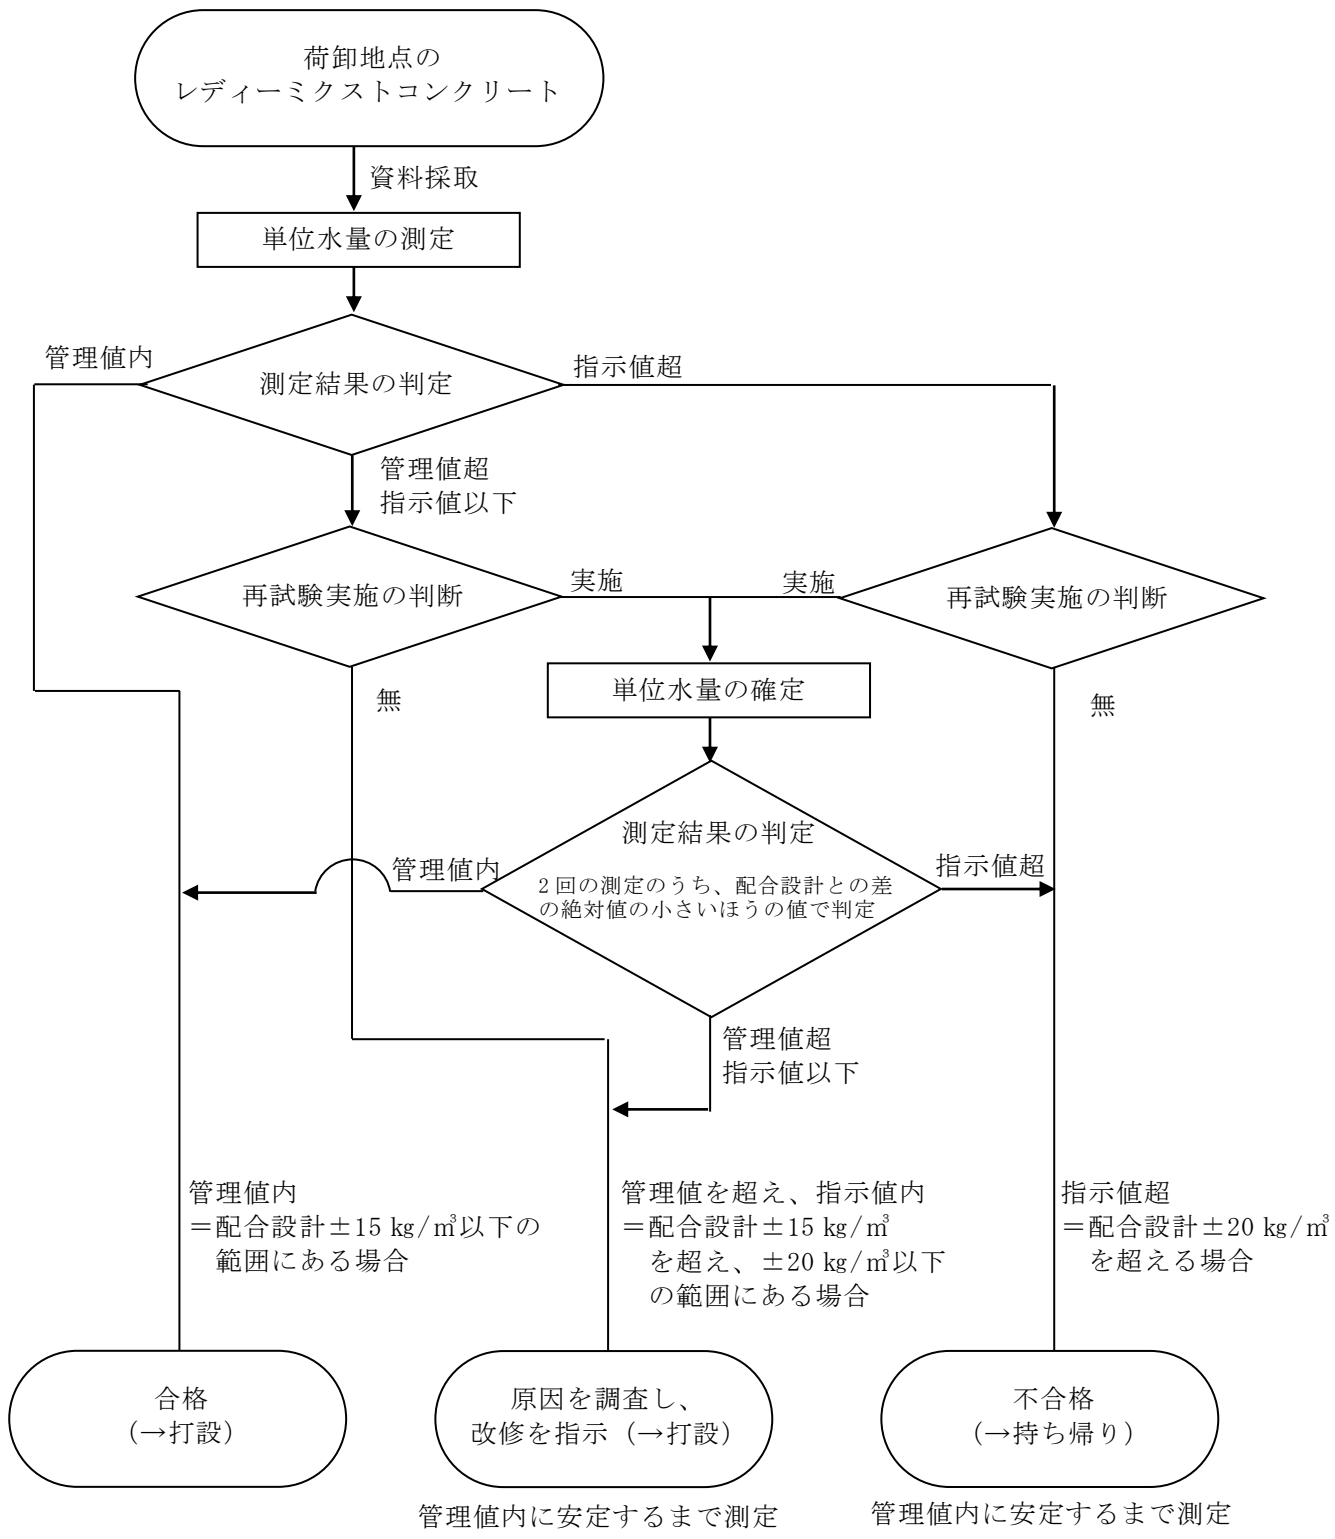 荷卸地点の
レディーミクストコンクリート
資料採取
単位水量の測定
管理値内
指示値超
測定結果の判定
管理値超
指示値以下
再試験実施の判断
実施
実施
再試験実施の判断
無
単位水量の確定
無
測定結果の判定
管理値内
指示値超
2回の測定のうち、配合設計との差
の絶対値の小さいほうの値で判定
管理値超
指示値以下
管理値内
＝配合設計±15 ㎏/㎥以下の
範囲にある場合
管理値を超え、指示値内
＝配合設計±15 ㎏/㎥
を超え、±20 ㎏/㎥以下
の範囲にある場合
指示値超
＝配合設計±20 ㎏/㎥
を超える場合
合格
（→打設）
原因を調査し、
改修を指示（→打設）
不合格
（→持ち帰り）
管理値内に安定するまで測定
管理値内に安定するまで測定